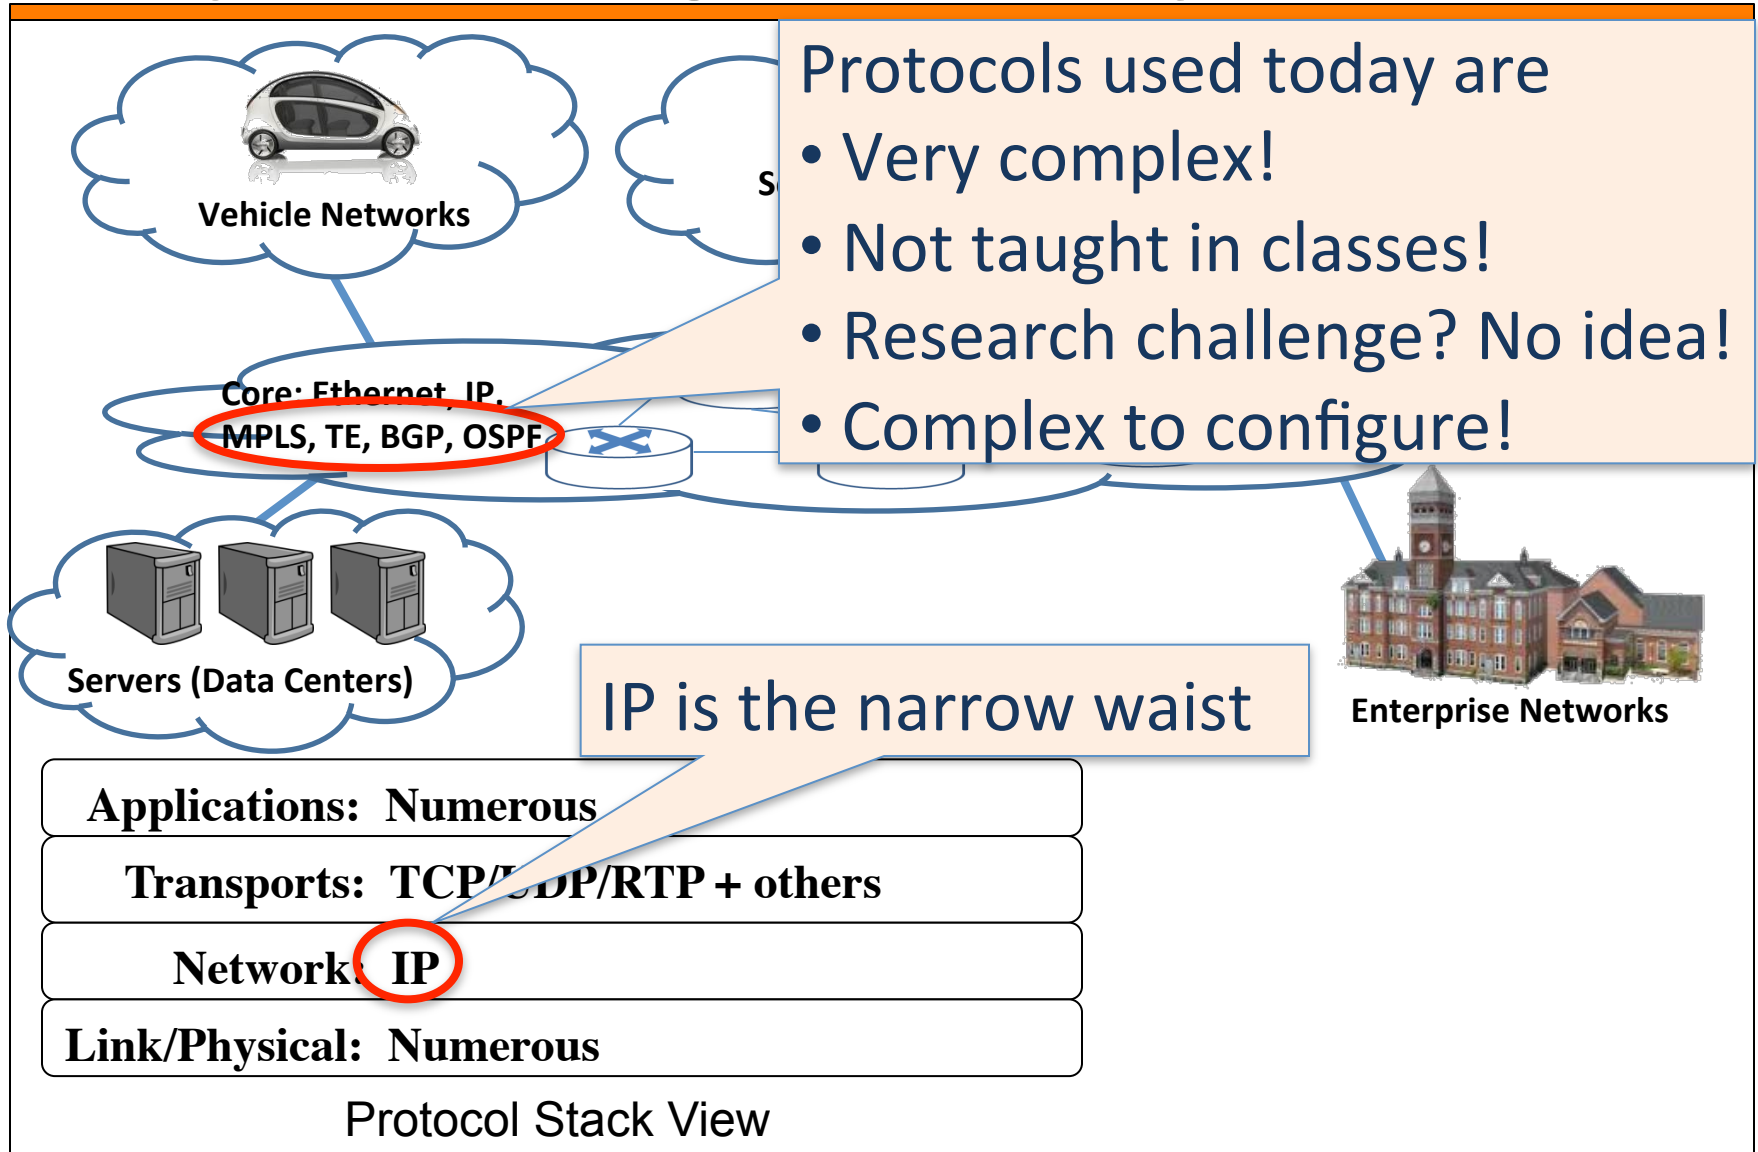 Protocols used today are
• Very complex!
• Not taught in classes!
• Research challenge? No idea!
• Complex to configure!
Vehicle Networks
Core: Ethernet, IP,
MPLS, TE, BGP, OSPF
Servers (Data Centers)
IP is the narrow waist
Enterprise Networks
Applications: Numerous
Transports: TCP/UDP/RTP + others
Network: IP
Link/Physical: Numerous
Protocol Stack View